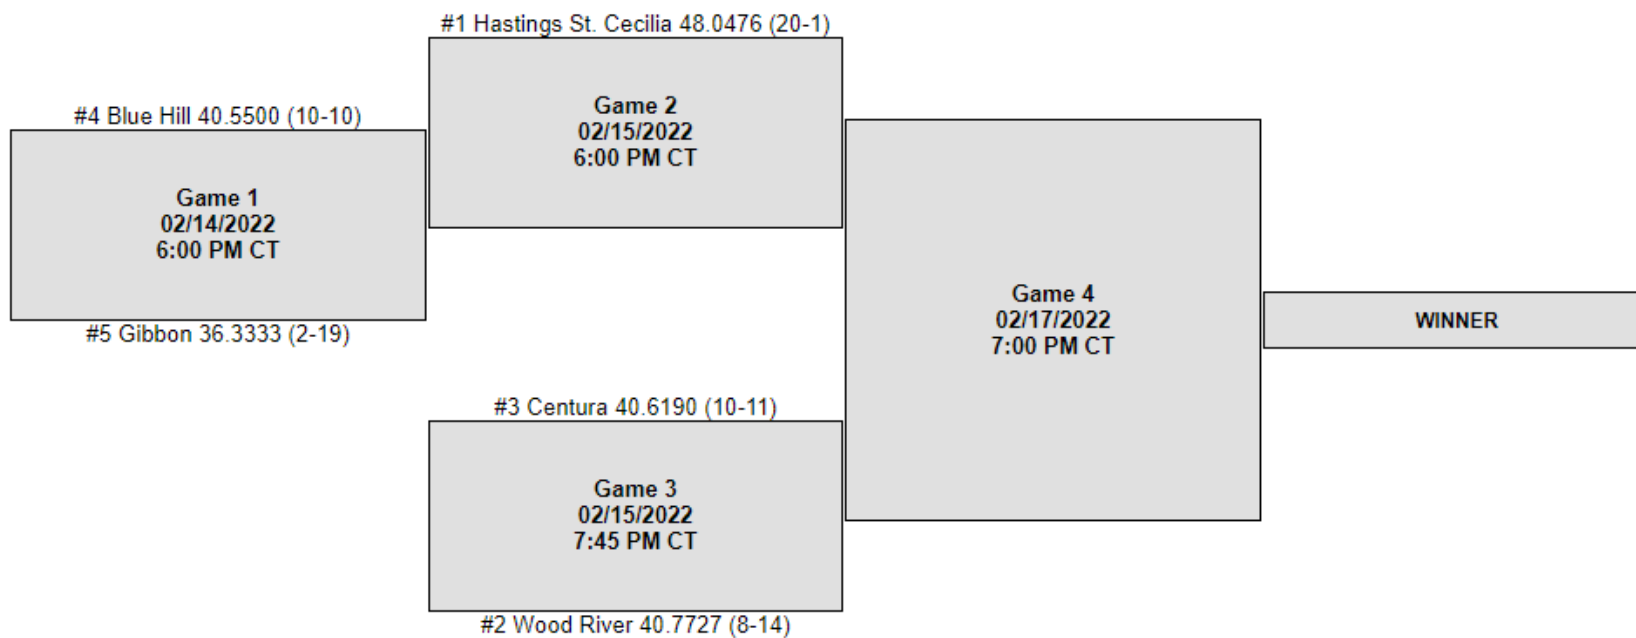 #1 Hastings St. Cecilia 48.0476 (20-1)
Game 2
02/15/2022
6:00 PM CT
#4 Blue Hill 40.5500 (10-10)
Game 1
02/14/2022
6:00 PM CT
#5 Gibbon 36.3333 (2-19)
Game 4
02/17/2022
7:00 PM CT
WINNER
#3 Centura 40.6190 (10-11)
Game 3
02/15/2022
7:45 PM CT
#2 Wood River 40.7727 (8-14)